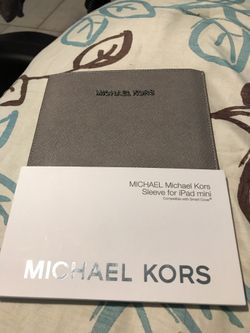 MICHAEL KORS
MICHAEL Michael Kors
Sleeve for iPad mini
Compatible with Smart Cover®
MICHAEL KORS